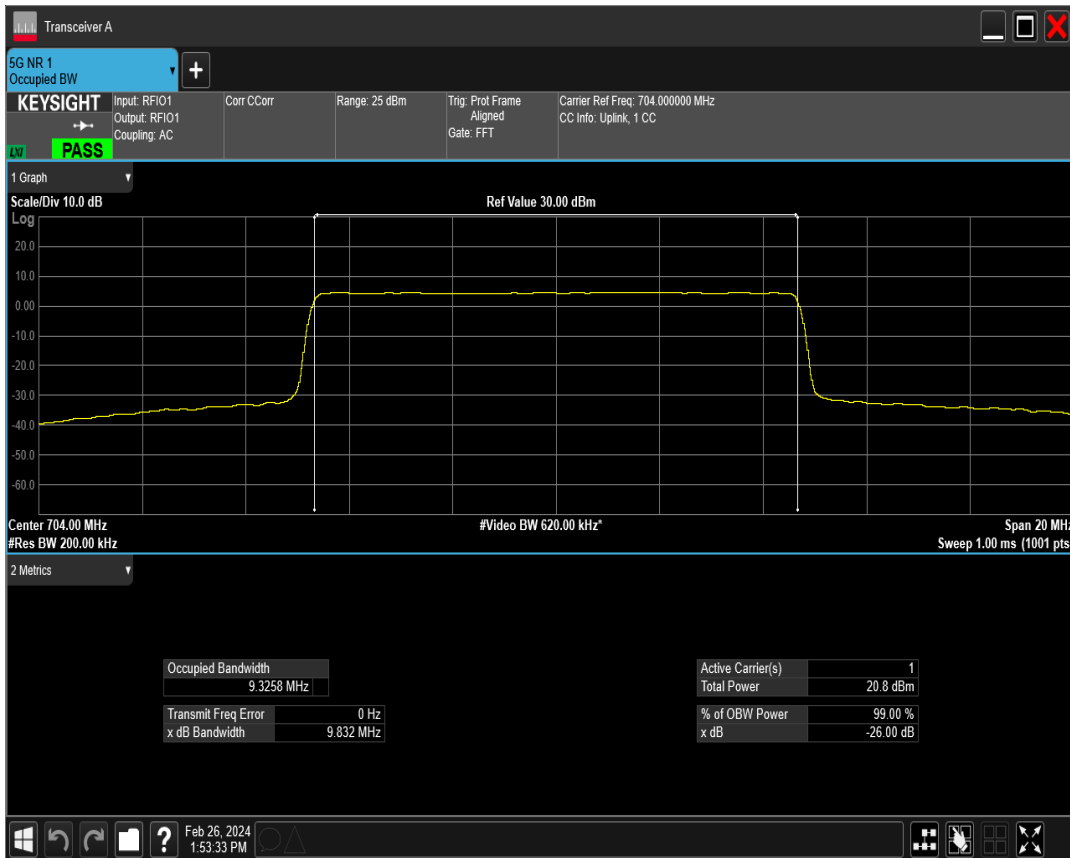 Transceiver A
5G NR 1
Occupied BW
+
KEYSIGHT
LXI
PASS
Input: RFIO1
Output: RFIO1
Coupling: AC
Corr CCorr
Range: 25 dBm
Trig: Prot Frame
Aligned
Gate: FFT
Carrier Ref Freq: 704.000000 MHz
CC Info: Uplink, 1 CC
1 Graph
Scale/Div 10.0 dB
Ref Value 30.00 dBm
Log
20.0
10.0
0.00
-10.0
-20.0
-30.0
-40.0
-50.0
-60.0
Center 704.00 MHz
#Video BW 620.00 kHz*
Span 20 MHz
#Res BW 200.00 kHz
Sweep 1.00 ms (1001 pts
2 Metrics
Occupied Bandwidth
9.3258 MHz
Transmit Freq Error 0 Hz
x dB Bandwidth 9.832 MHz
Active Carrier(s) 1
Total Power 20.8 dBm
% of OBW Power 99.00 %
x dB -26.00 dB
?
Feb 26, 2024
1:53:33 PM